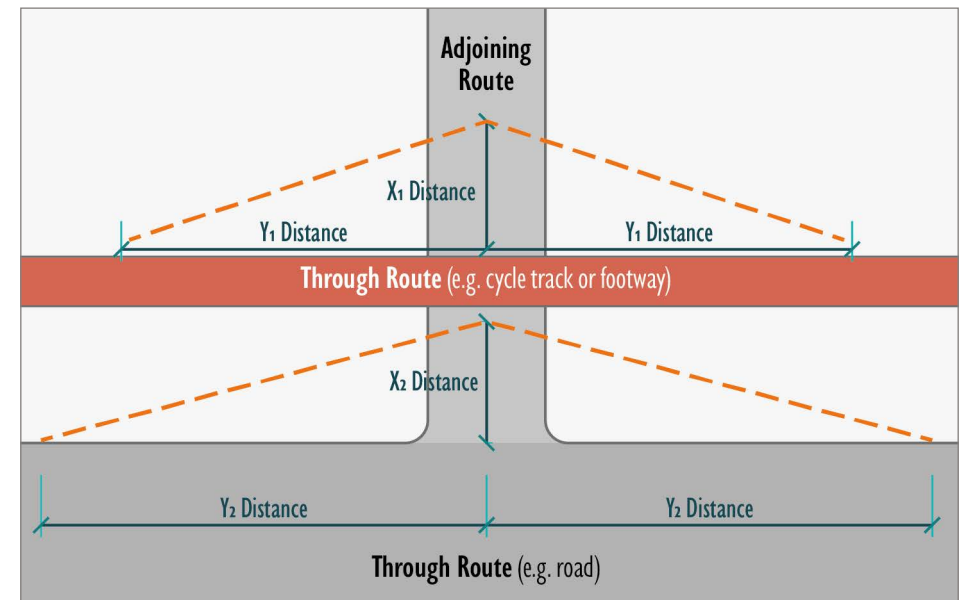 Adjoining
Route
X₁ Distance
Y₁ Distance
Y₁ Distance
Through Route (e.g. cycle track or footway)
X₂ Distance
Y₂ Distance
Y₂ Distance
Through Route (e.g. road)